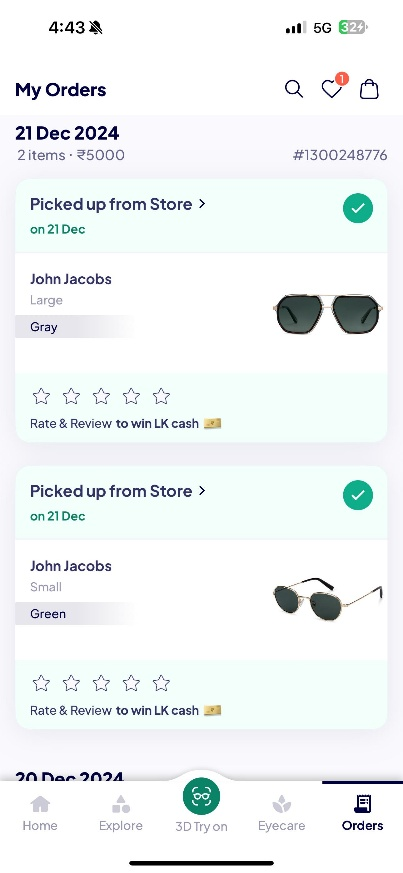 4:43
5G
32
My Orders
1
21 Dec 2024
2 items · ₹5000
#1300248776
Picked up from Store >
on 21 Dec
John Jacobs
Large
Gray
Rate & Review to win LK cash
Picked up from Store >
on 21 Dec
John Jacobs
Small
Green
Rate & Review to win LK cash
20 Dec 2024
Home
Explore
3D Try on
Eyecare
Orders